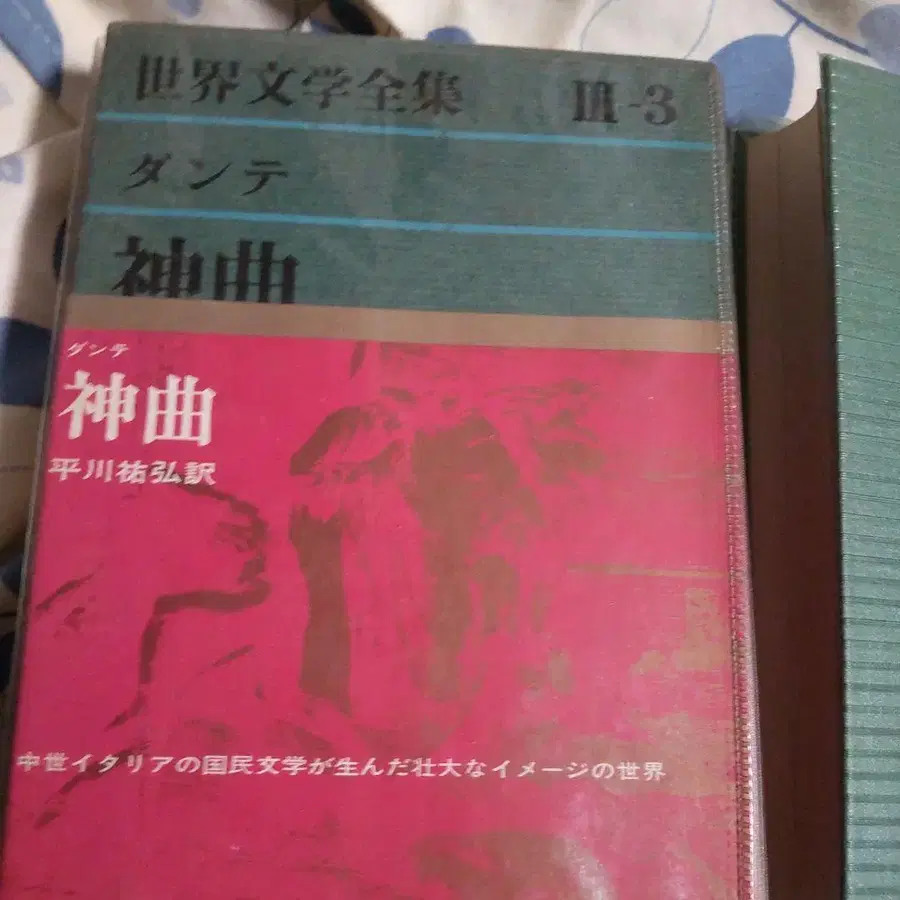 世界文学全集 Ⅲ-3
ダンテ
神曲
ダンテ
神曲
平川祐弘訳
中世イタリアの国民文学が生んだ壮大なイメージの世界